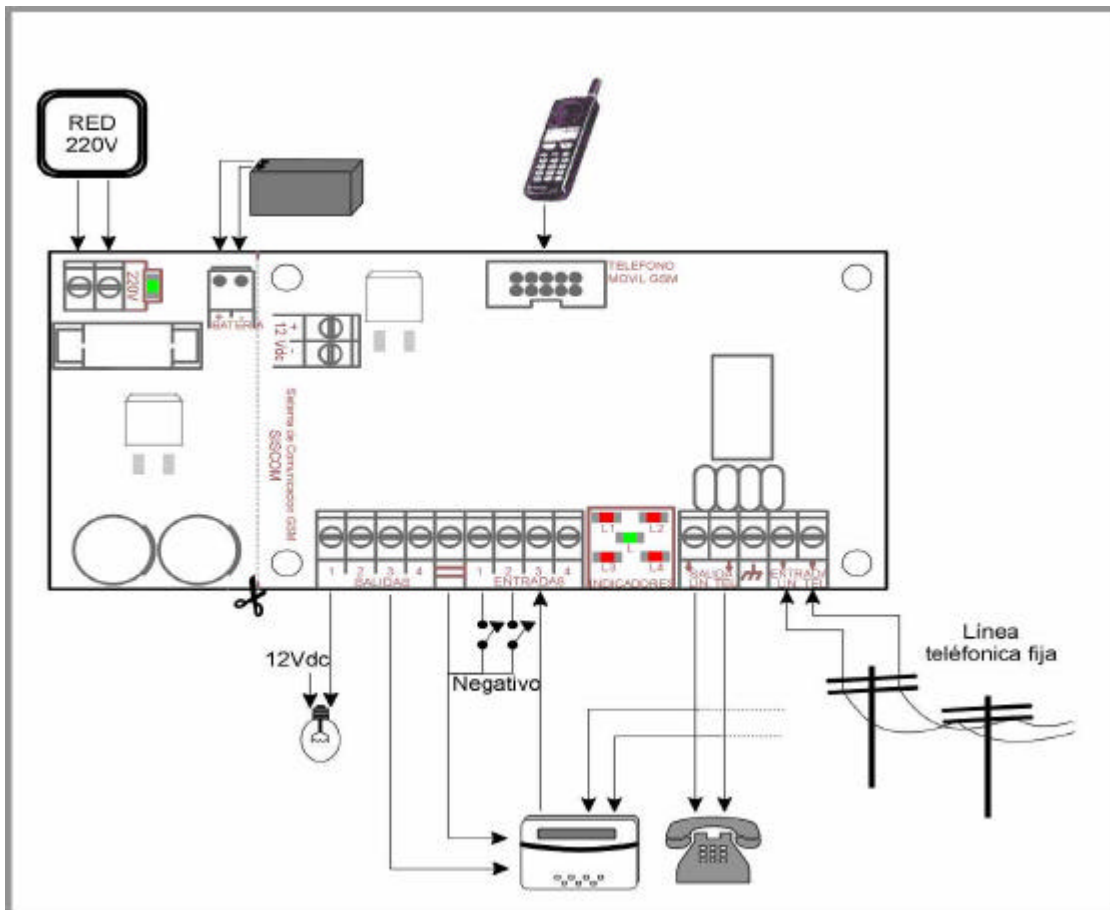 RED
220V
220V
+ -
BATERIA
TELEFONO
MOVIL GSM
+
12 Vdc
-
Sistema de Comunicador GSM
SISCOM
1 2 3 4
SALIDAS
1 2 3 4
ENTRADAS
L1 L2
L
L3 L4
INDICADORES
SALIDA
LIN TEL
ENTRADA
LIN TEL
12Vdc
Negativo
Línea
teléfonica fija